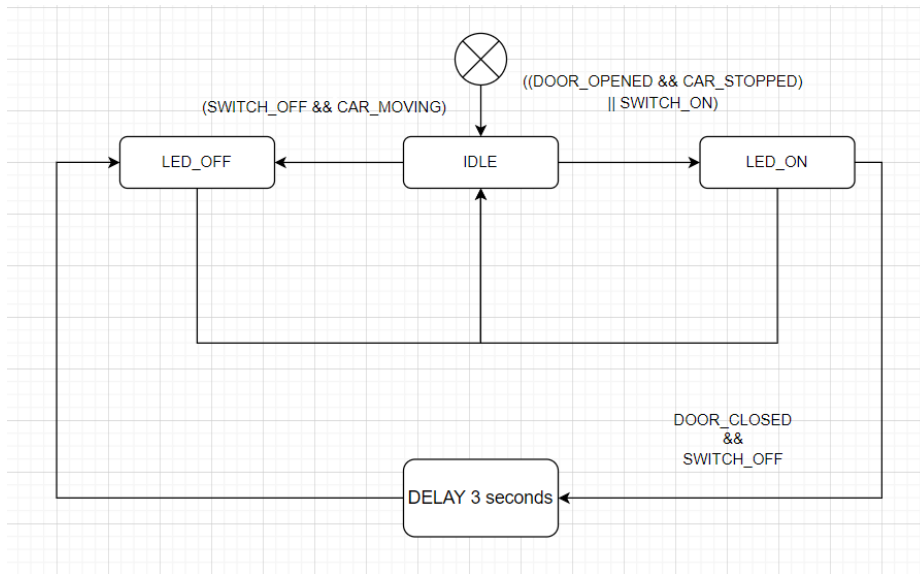 ((DOOR_OPENED && CAR_STOPPED)
|| SWITCH_ON)
(SWITCH_OFF && CAR_MOVING)
LED_OFF
IDLE
LED_ON
DOOR_CLOSED
&&
SWITCH_OFF
DELAY 3 seconds